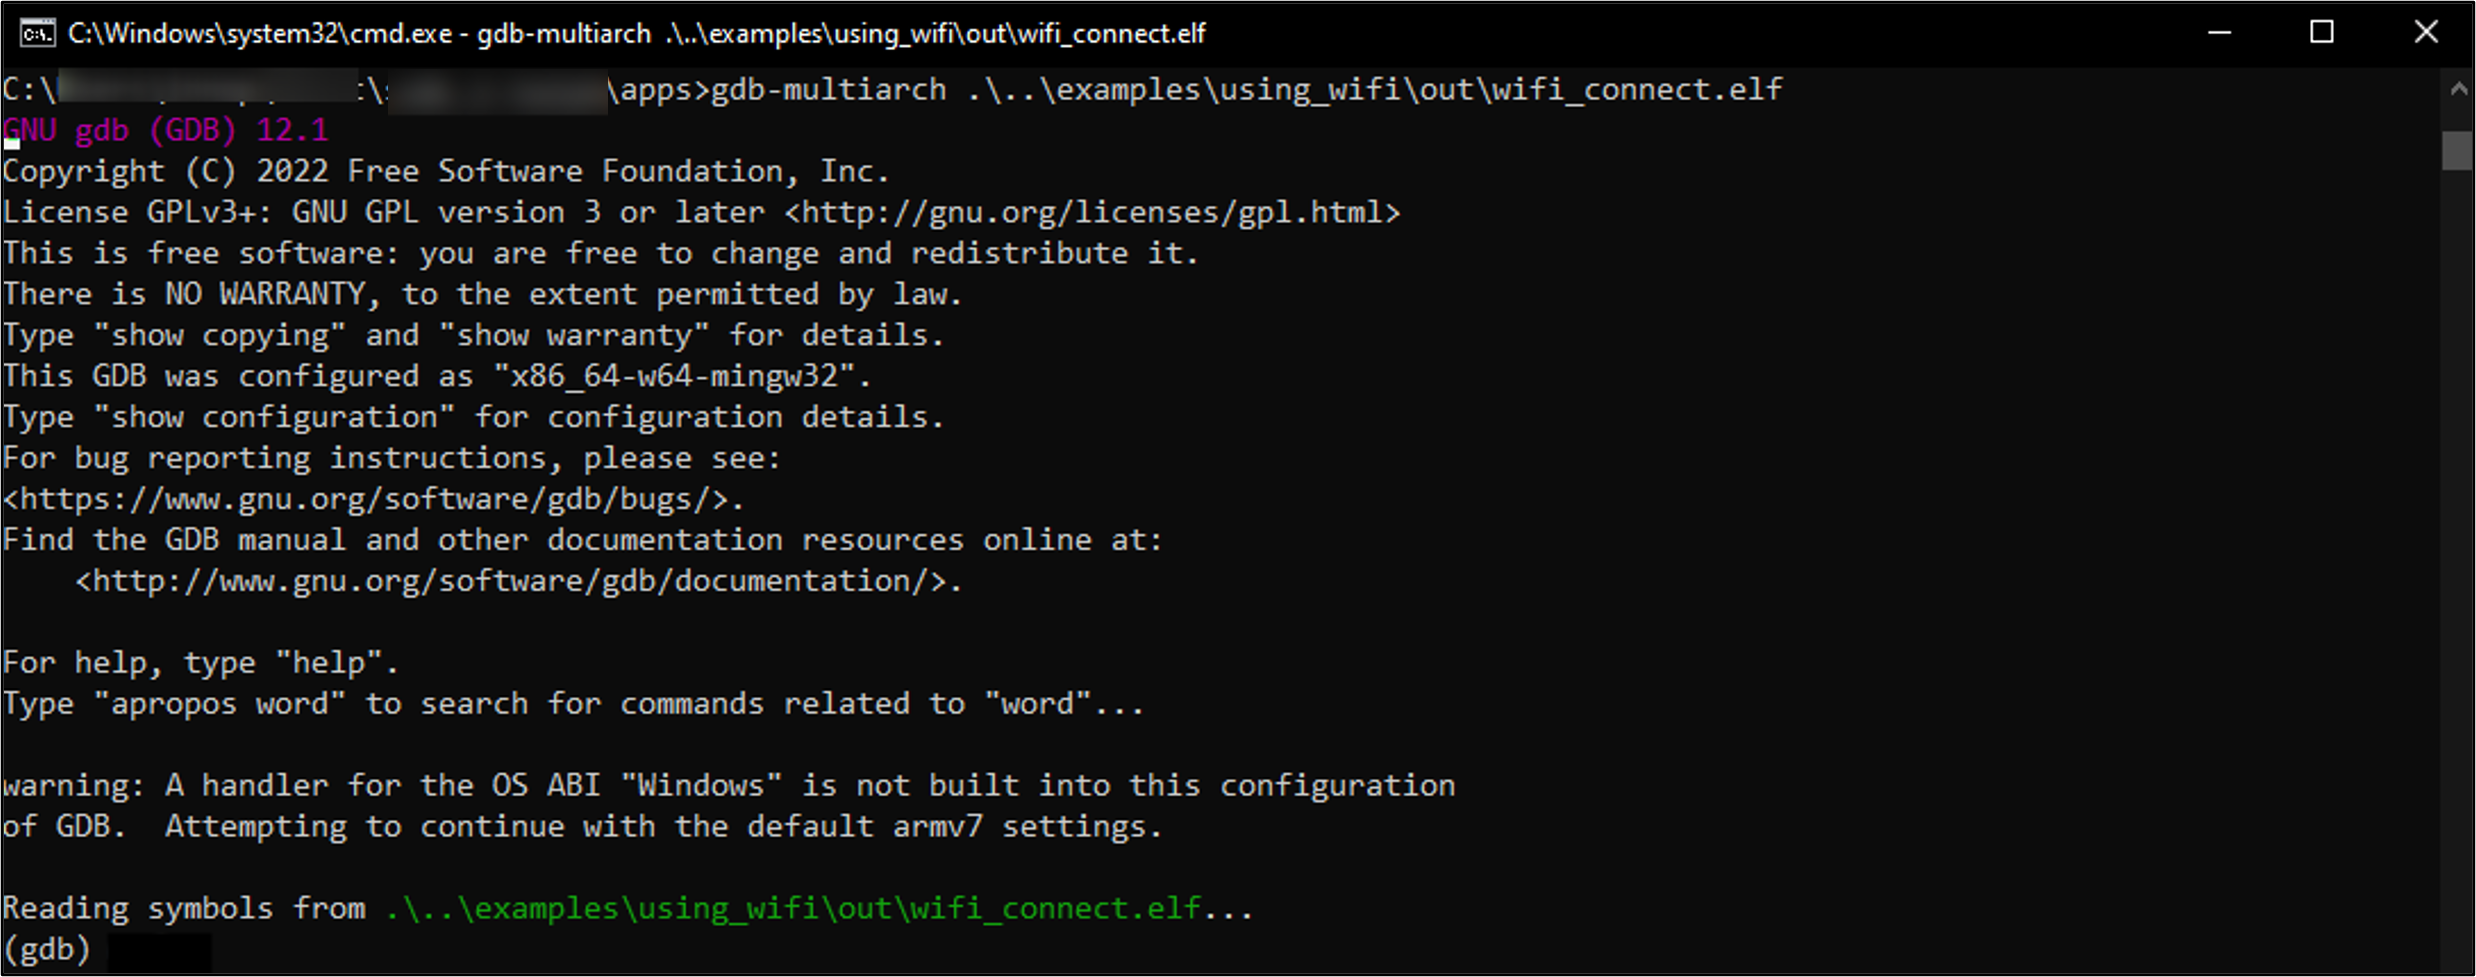 C:\Windows\system32\cmd.exe - gdb-multiarch .\..\examples\using_wifi\out\wifi_connect.elf
C:\ \ \apps>gdb-multiarch .\..\examples\using_wifi\out\wifi_connect.elf
GNU gdb (GDB) 12.1
Copyright (C) 2022 Free Software Foundation, Inc.
License GPLv3+: GNU GPL version 3 or later <http://gnu.org/licenses/gpl.html>
This is free software: you are free to change and redistribute it.
There is NO WARRANTY, to the extent permitted by law.
Type "show copying" and "show warranty" for details.
This GDB was configured as "x86_64-w64-mingw32".
Type "show configuration" for configuration details.
For bug reporting instructions, please see:
<https://www.gnu.org/software/gdb/bugs/>.
Find the GDB manual and other documentation resources online at:
    <http://www.gnu.org/software/gdb/documentation/>.
For help, type "help".
Type "apropos word" to search for commands related to "word"...
warning: A handler for the OS ABI "Windows" is not built into this configuration
of GDB.  Attempting to continue with the default armv7 settings.
Reading symbols from .\..\examples\using_wifi\out\wifi_connect.elf...
(gdb)